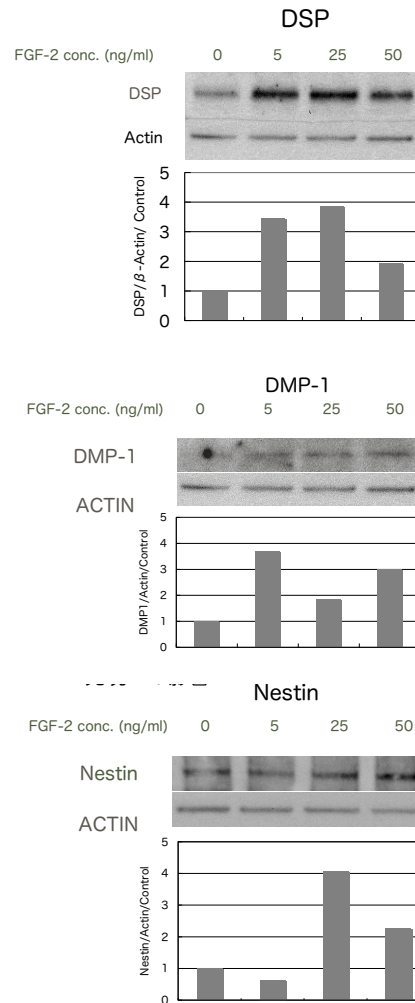 DSP
FGF-2 conc. (ng/ml) 0 5 25 50
DSP
Actin
DSP/β-Actin/ Control
5
4
3
2
1
0
DMP-1
FGF-2 conc. (ng/ml) 0 5 25 50
DMP-1
ACTIN
DMP1/Actin/Control
5
4
3
2
1
0
Nestin
FGF-2 conc. (ng/ml) 0 5 25 50
Nestin
ACTIN
Nestin/Actin/Control
5
4
3
2
1
0